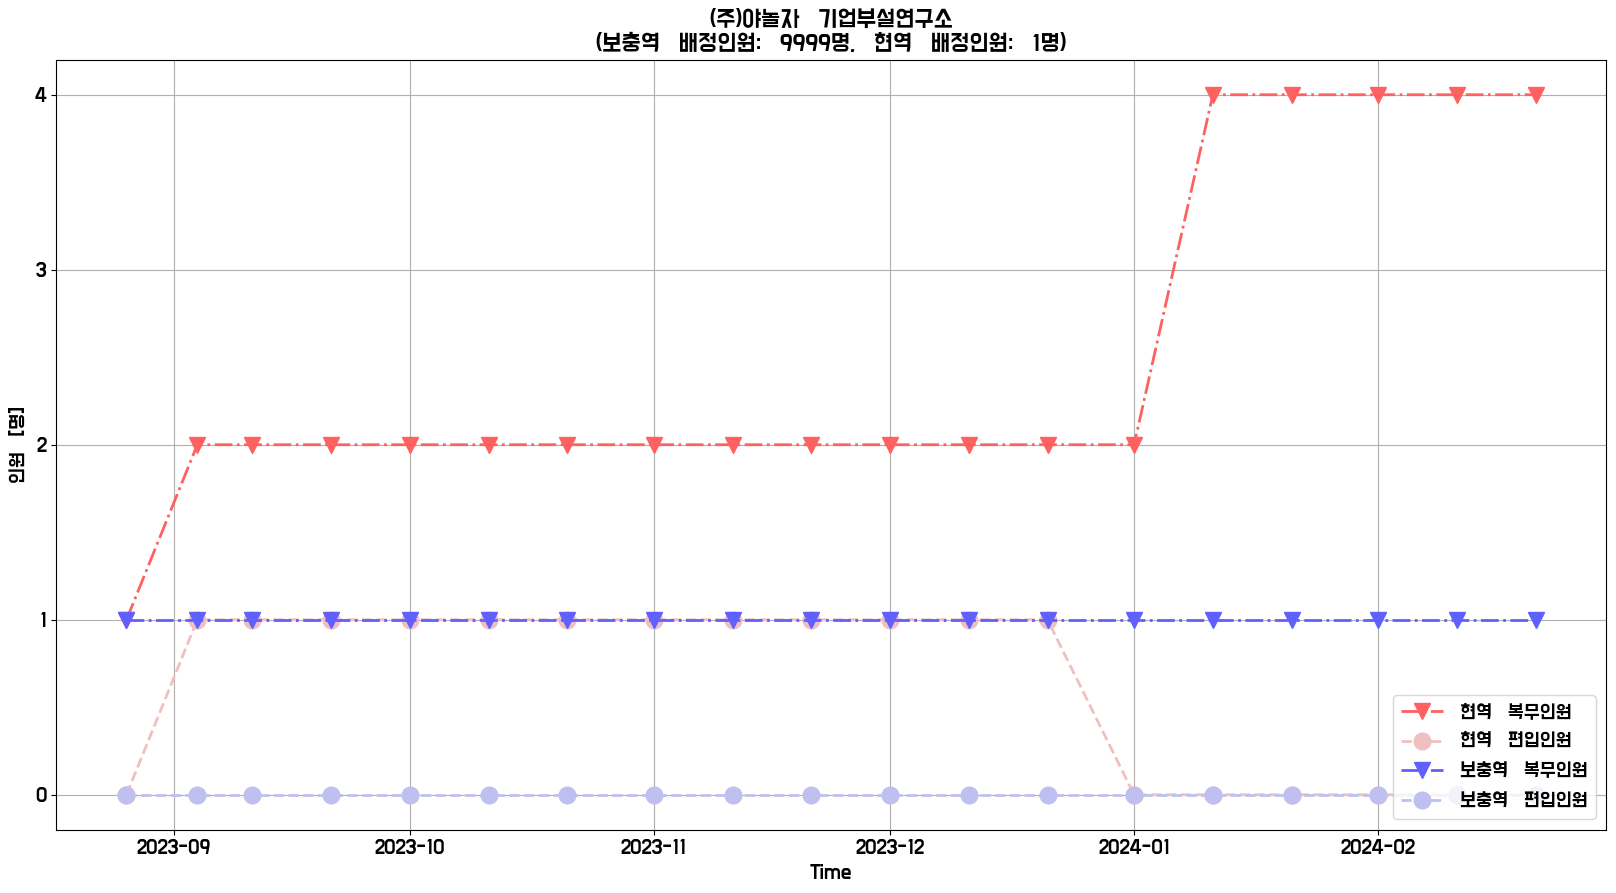 (주)야놀자 기업부설연구소
(보충역 배정인원: 9999명, 현역 배정인원: 1명)
인원 [명]
4
3
2
1
0
현역 복무인원
현역 편입인원
보충역 복무인원
보충역 편입인원
2023-09 2023-10 2023-11 2023-12 2024-01 2024-02
Time